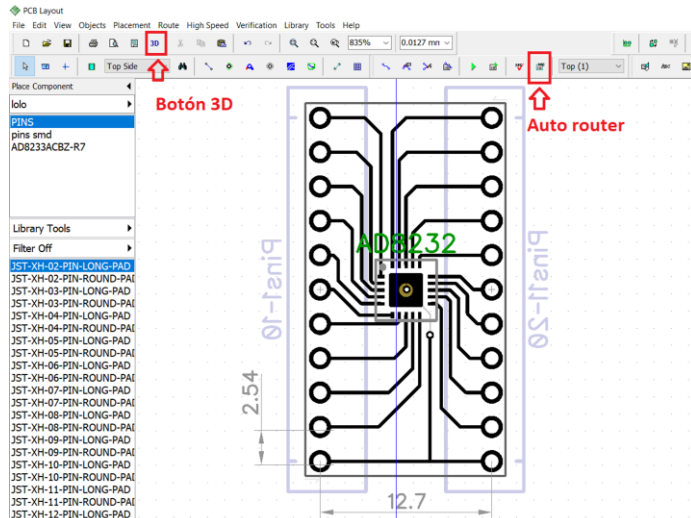 PCB Layout
File Edit View Objects Placement Route High Speed Verification Library Tools Help
3D 835% 0.0127 mm
Top Side Top (1)
Place Component
lolo
PINS
pins smd
AD8233ACBZ-R7
Botón 3D
Auto router
AD8232
Pins1-10
Pins11-20
2.54
12.7
Library Tools
Filter Off
JST-XH-02-PIN-LONG-PAD
JST-XH-02-PIN-ROUND-PAD
JST-XH-03-PIN-LONG-PAD
JST-XH-03-PIN-ROUND-PAD
JST-XH-04-PIN-LONG-PAD
JST-XH-04-PIN-ROUND-PAD
JST-XH-05-PIN-LONG-PAD
JST-XH-05-PIN-ROUND-PAD
JST-XH-06-PIN-LONG-PAD
JST-XH-06-PIN-ROUND-PAD
JST-XH-07-PIN-LONG-PAD
JST-XH-07-PIN-ROUND-PAD
JST-XH-08-PIN-LONG-PAD
JST-XH-08-PIN-ROUND-PAD
JST-XH-09-PIN-LONG-PAD
JST-XH-09-PIN-ROUND-PAD
JST-XH-10-PIN-LONG-PAD
JST-XH-10-PIN-ROUND-PAD
JST-XH-11-PIN-LONG-PAD
JST-XH-11-PIN-ROUND-PAD
JST-XH-12-PIN-LONG-PAD